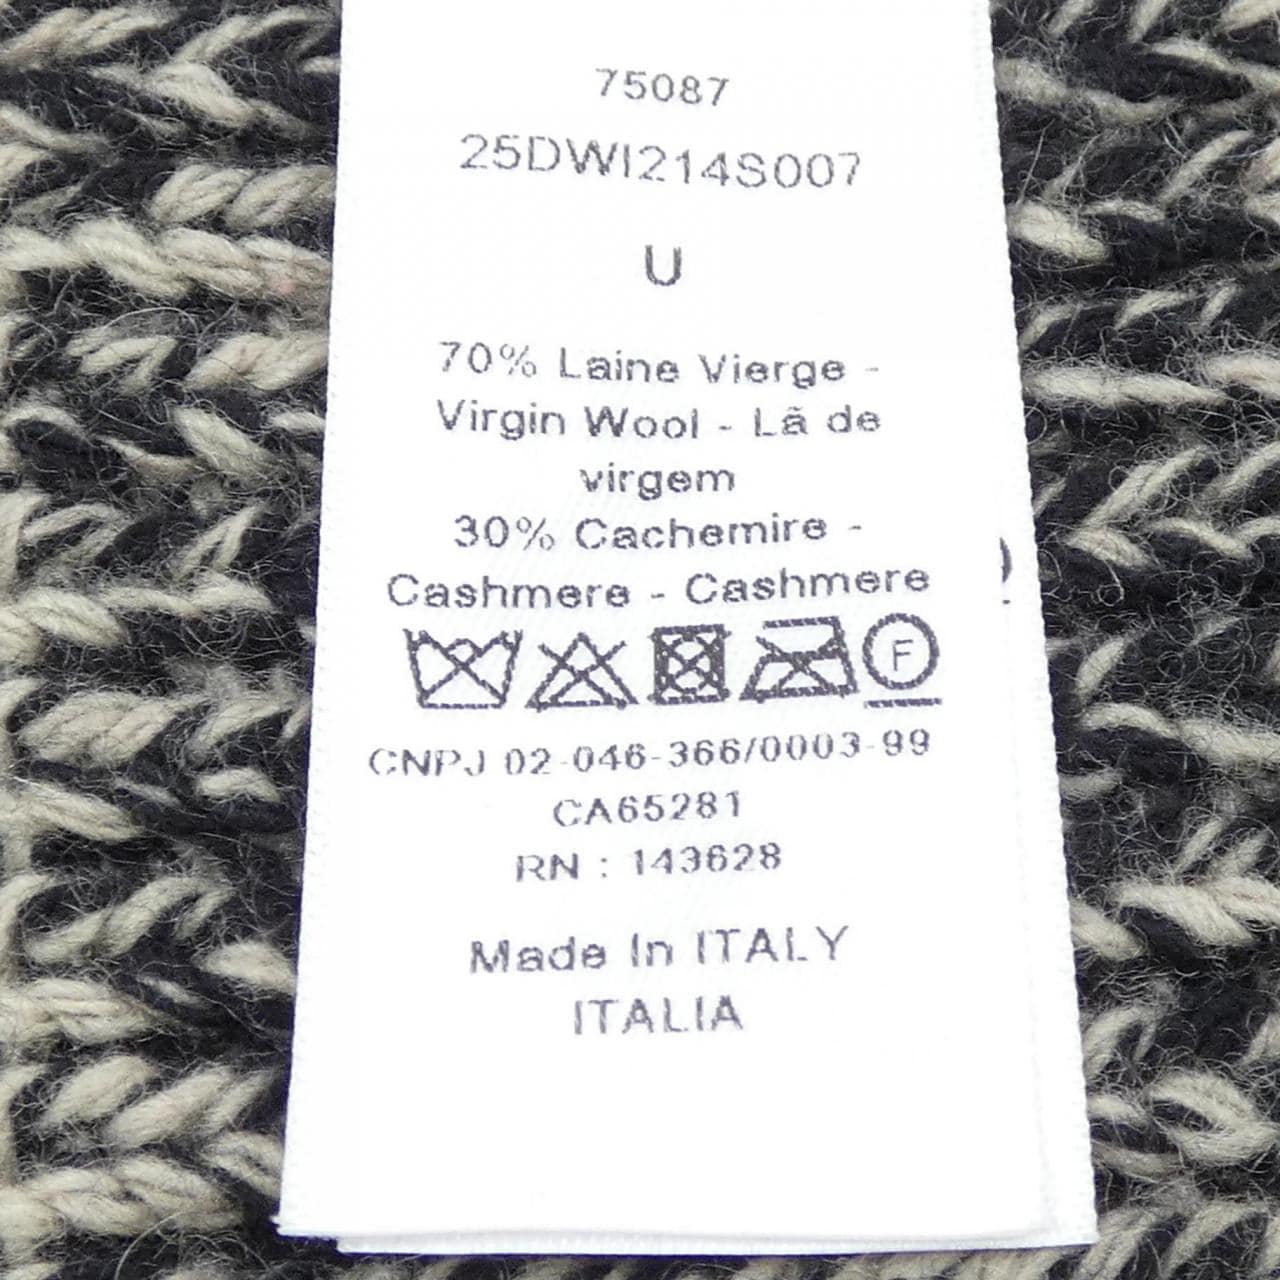 75087
25DWI214S007
U
70% Laine Vierge -
Virgin Wool - Lã de
virgem
30% Cachemire -
Cashmere - Cashmere
F
CNPJ 02-046-366/0003-99
CA65281
RN : 143628
Made In ITALY
ITALIA